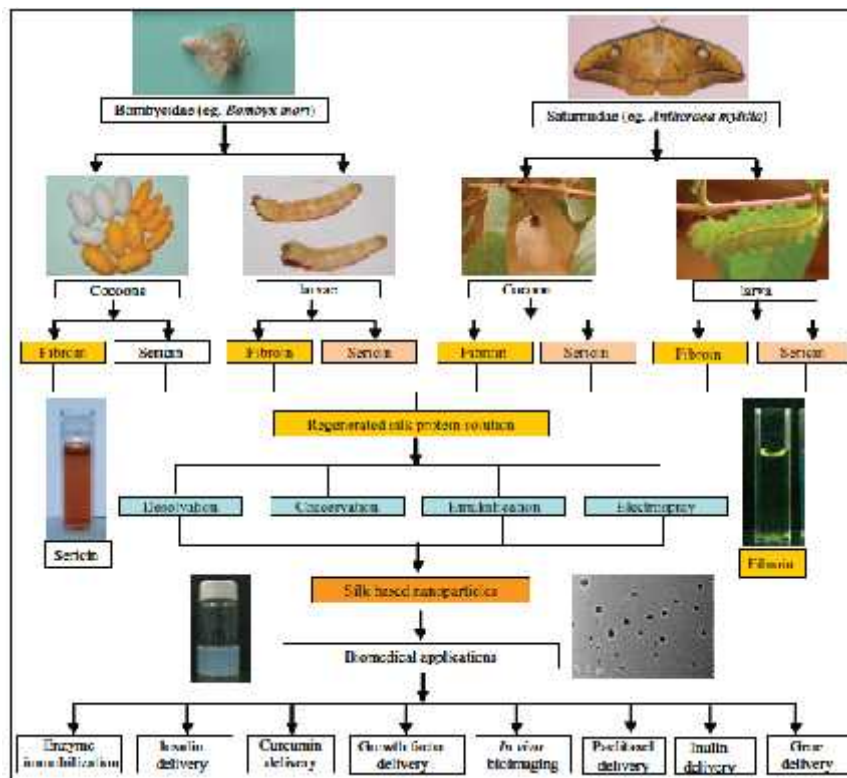 Bombycidae (eg. Bombyx mori)
Saturniidae (eg. Antheraea mylitta)
Cocoons
larvae
Cocoon
larva
Fibroin
Sericin
Fibroin
Sericin
Fibroin
Sericin
Fibroin
Sericin
Regenerated silk protein solution
Desolvation
Coacervation
Emulsification
Electrospray
Sericin
Fibroin
Silk based nanoparticles
Biomedical applications
Enzyme
immobilization
Insulin
delivery
Curcumin
delivery
Growth factor
delivery
In vivo
bioimaging
Paclitaxel
delivery
Inulin
delivery
Gene
delivery